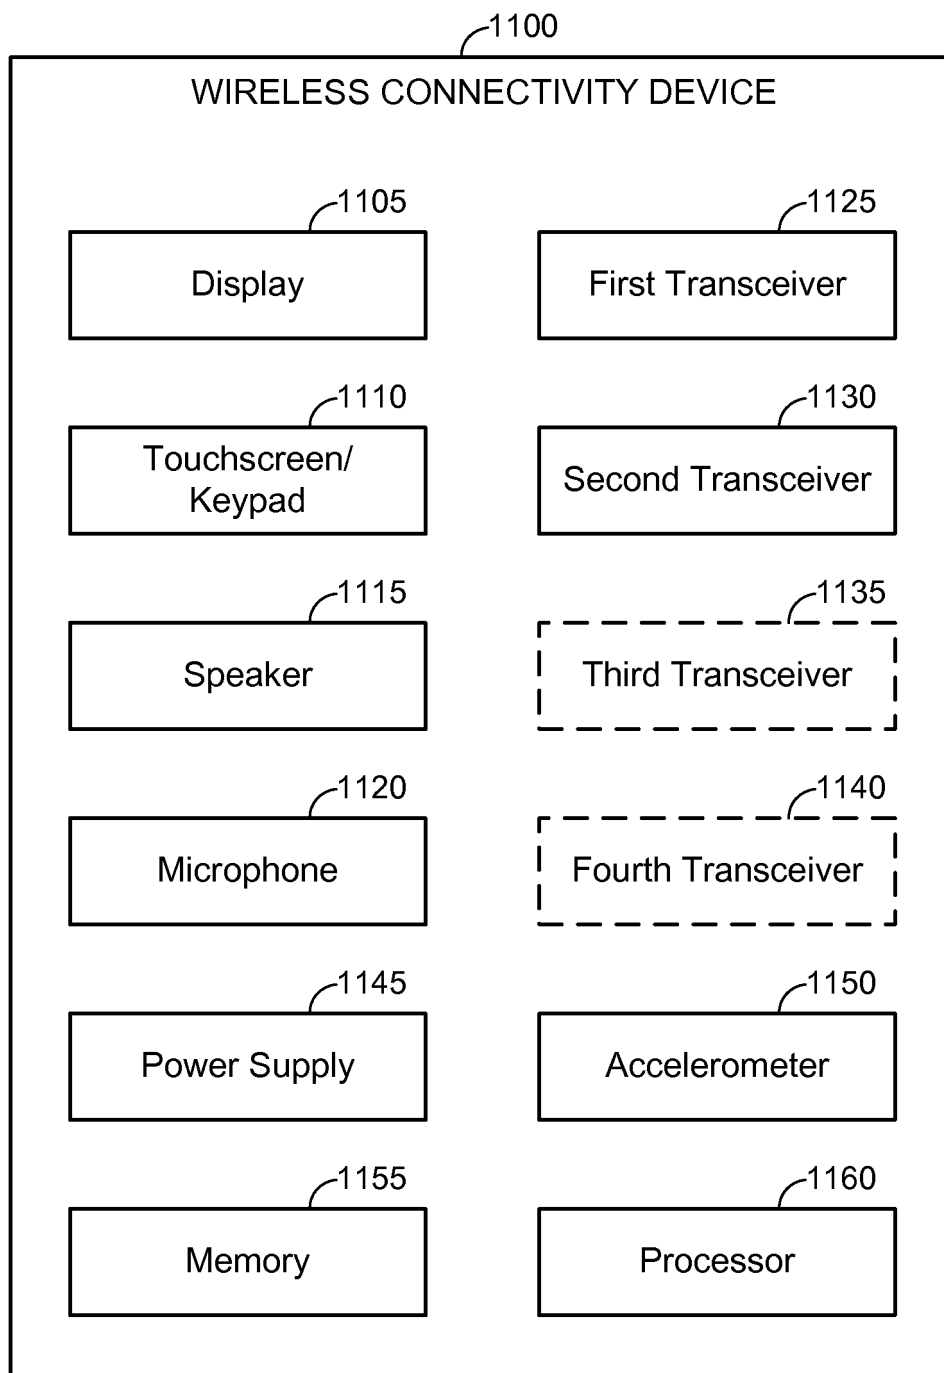 1100
WIRELESS CONNECTIVITY DEVICE
1105
Display
1125
First Transceiver
1110
Touchscreen/
Keypad
1130
Second Transceiver
1115
Speaker
1135
Third Transceiver
1120
Microphone
1140
Fourth Transceiver
1145
Power Supply
1150
Accelerometer
1155
Memory
1160
Processor